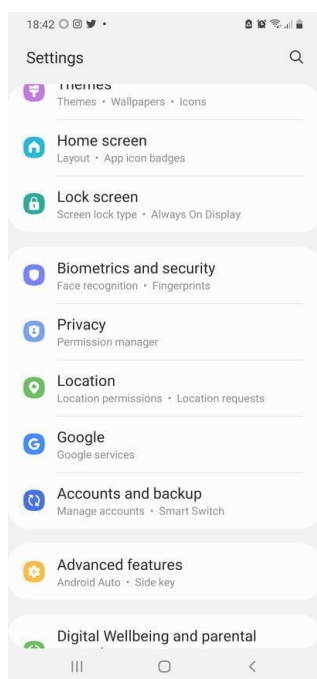 18:42
Settings
Themes
Themes • Wallpapers • Icons
Home screen
Layout • App icon badges
Lock screen
Screen lock type • Always On Display
Biometrics and security
Face recognition • Fingerprints
Privacy
Permission manager
Location
Location permissions • Location requests
Google
Google services
Accounts and backup
Manage accounts • Smart Switch
Advanced features
Android Auto • Side key
Digital Wellbeing and parental